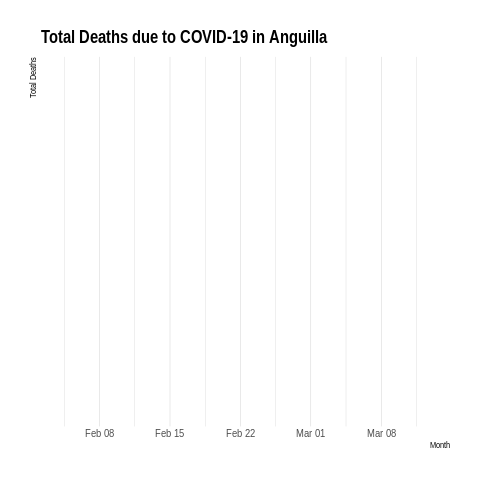 Total Deaths due to COVID-19 in Anguilla
Total Deaths
Feb 08 Feb 15 Feb 22 Mar 01 Mar 08
Month